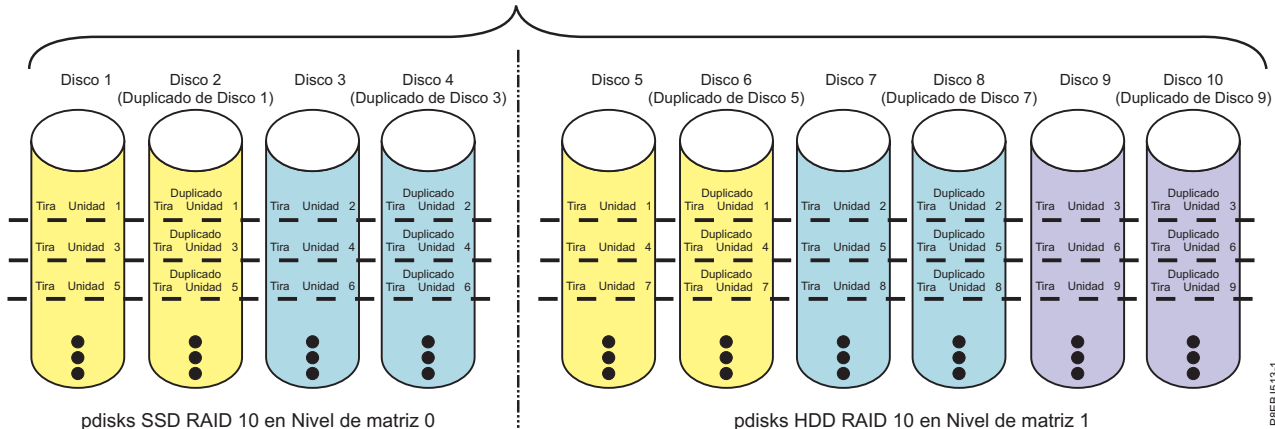 Disco 1 Disco 2 Disco 3 Disco 4 Disco 5 Disco 6 Disco 7 Disco 8 Disco 9 Disco 10
(Duplicado de Disco 1) (Duplicado de Disco 3) (Duplicado de Disco 5) (Duplicado de Disco 7) (Duplicado de Disco 9)
Duplicado Duplicado Duplicado Duplicado Duplicado
Tira Unidad 1 Tira Unidad 1 Tira Unidad 2 Tira Unidad 2 Tira Unidad 1 Tira Unidad 1 Tira Unidad 2 Tira Unidad 2 Tira Unidad 3 Tira Unidad 3
Duplicado Duplicado Duplicado Duplicado Duplicado
Tira Unidad 3 Tira Unidad 3 Tira Unidad 4 Tira Unidad 4 Tira Unidad 4 Tira Unidad 4 Tira Unidad 5 Tira Unidad 5 Tira Unidad 6 Tira Unidad 6
Duplicado Duplicado Duplicado Duplicado Duplicado
Tira Unidad 5 Tira Unidad 5 Tira Unidad 6 Tira Unidad 6 Tira Unidad 7 Tira Unidad 7 Tira Unidad 8 Tira Unidad 8 Tira Unidad 9 Tira Unidad 9
pdisks SSD RAID 10 en Nivel de matriz 0 pdisks HDD RAID 10 en Nivel de matriz 1